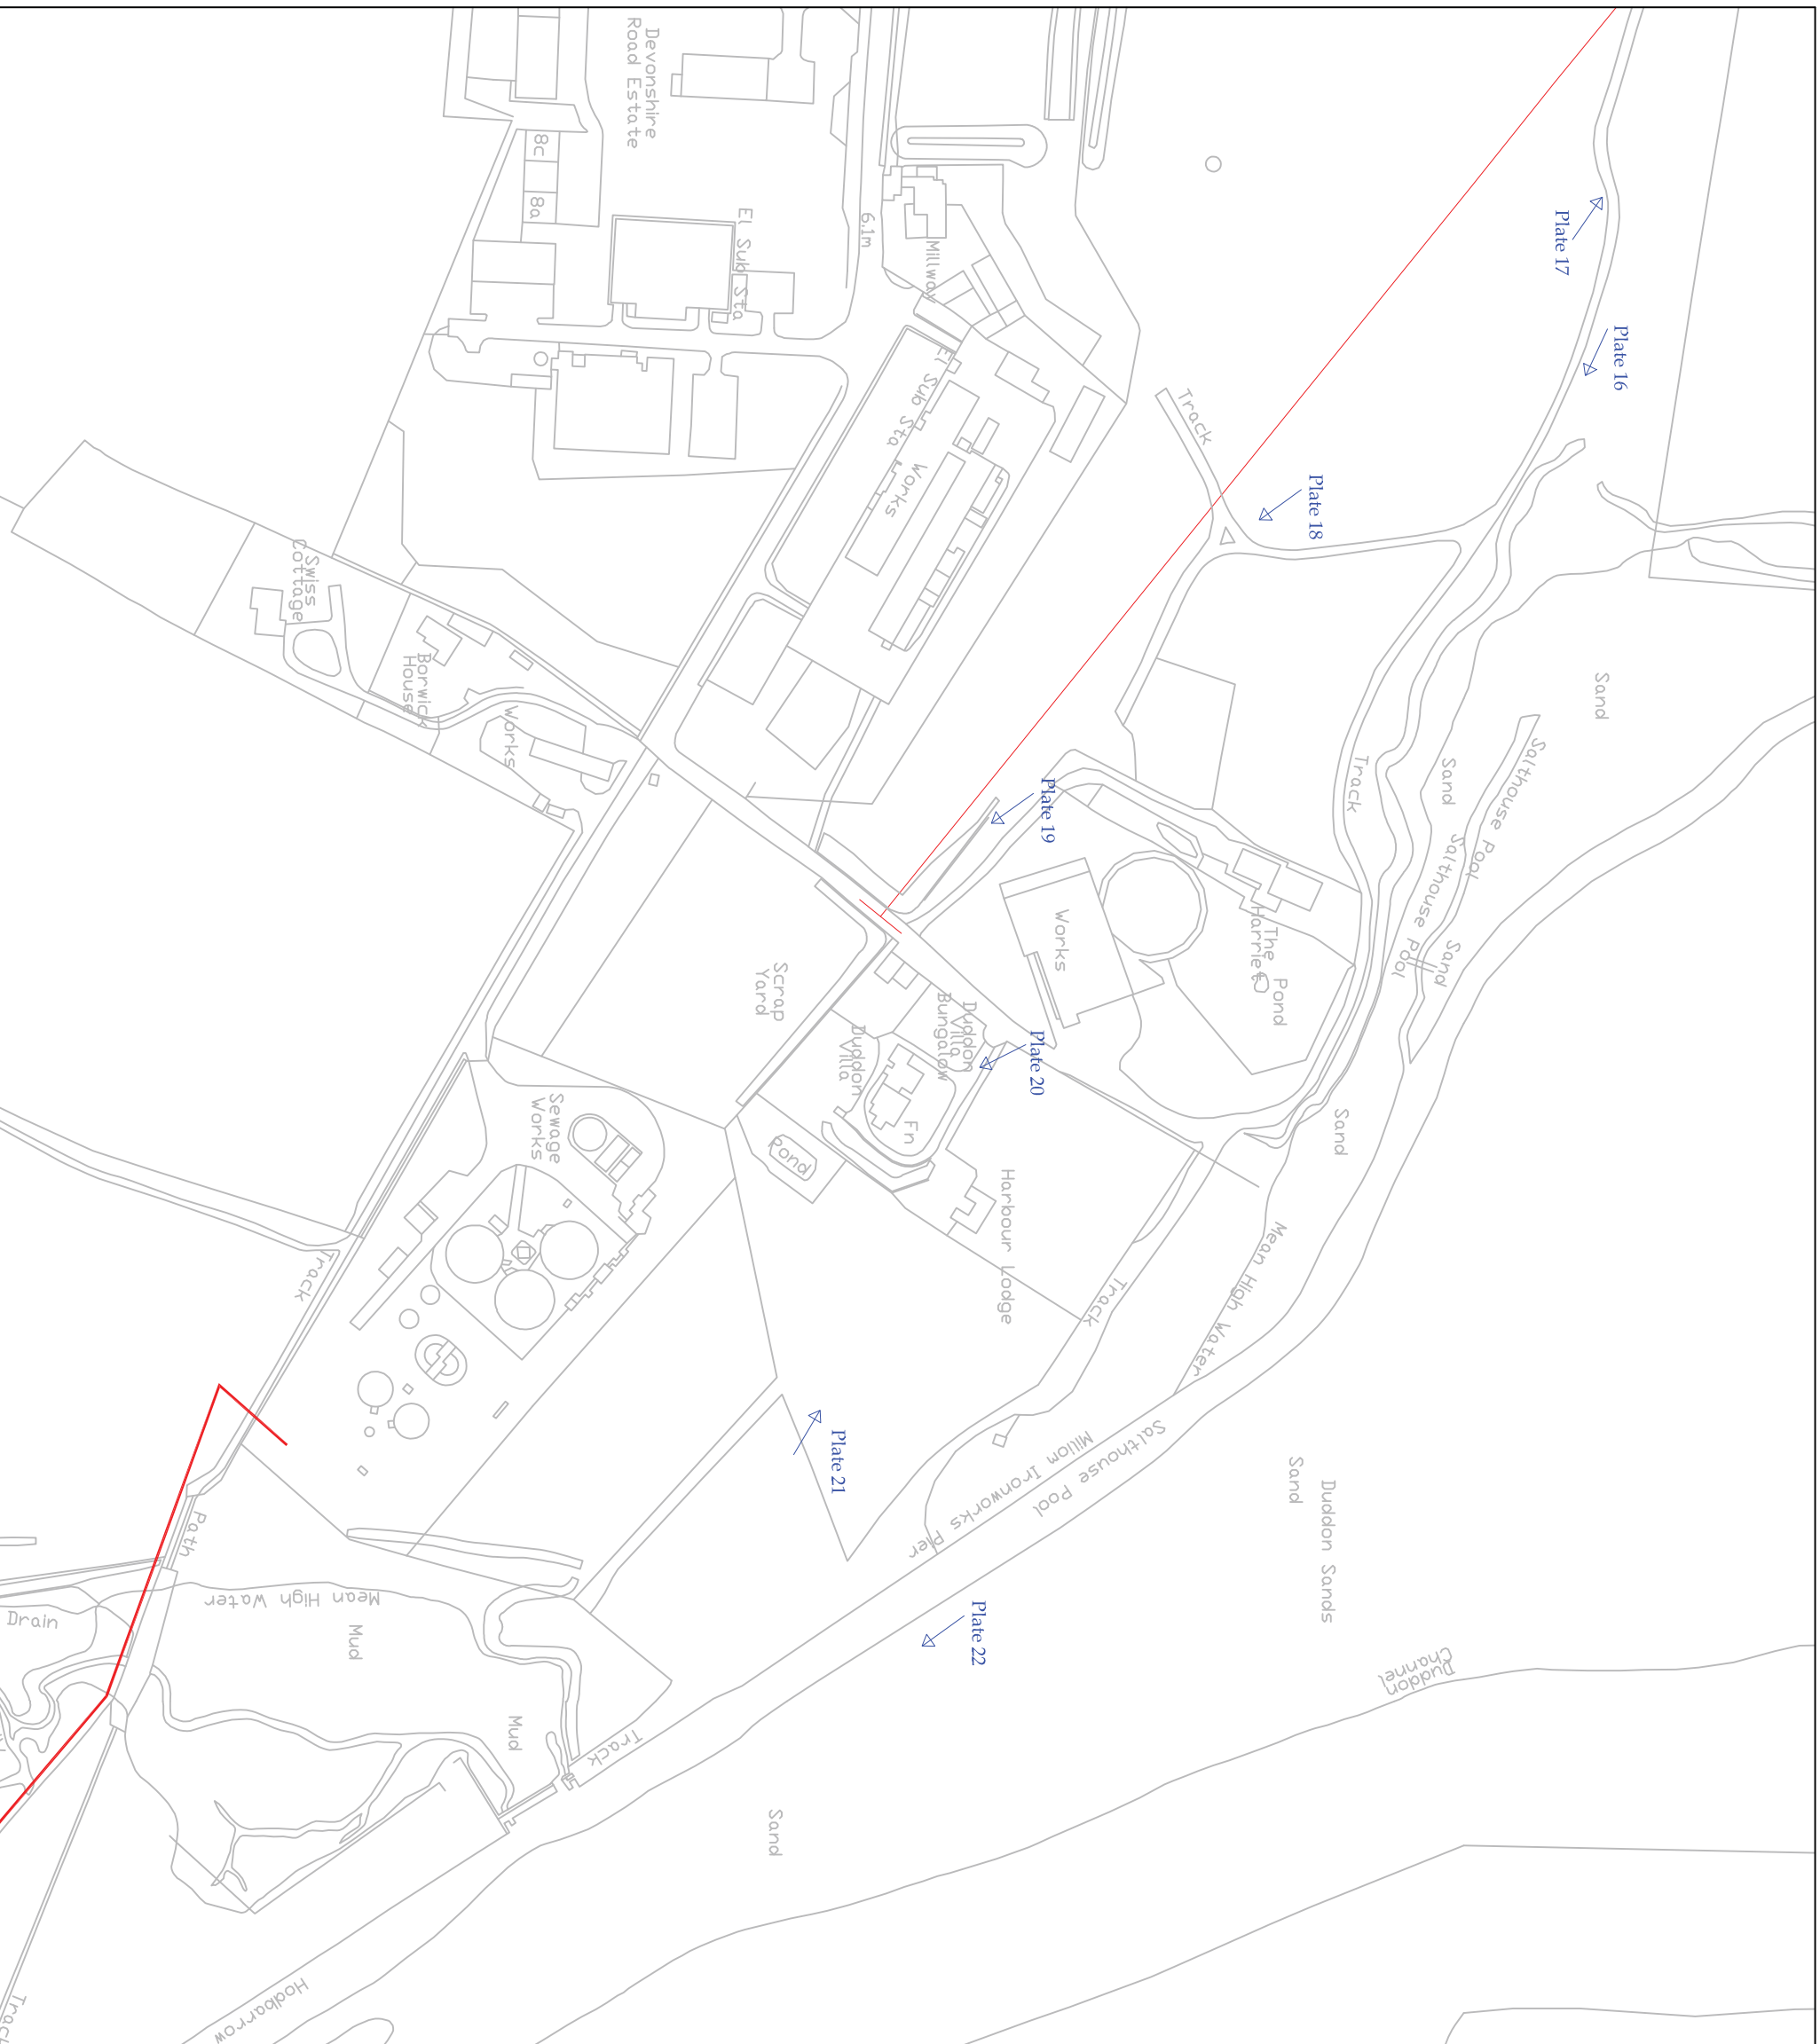 Devonshire
Road Estate
8c
8a
El Sub Sta
6.1m
Millway
El Sub Sta
Works
Track
Plate 17
Plate 16
Plate 18
Swiss
Cottage
Borwick
House
Works
Sand
Track
Sand
Salthouse Pool
Salthouse Pool
Sand
Plate 19
Works
The
Harriet
Pond
Scrap
Yard
Duddon
Villa
Bungalow
Duddon
Villa
Plate 20
Fn
Pond
Sand
Sewage
Works
Harbour Lodge
Mean High Water
Track
Track
Plate 21
Millom Ironworks Pier
Salthouse Pool
Sand
Duddon Sands
Path
Mean High Water
Drain
Mud
Plate 22
Duddon
Channel
Mud
Track
Sand
Hodbarrow
Track